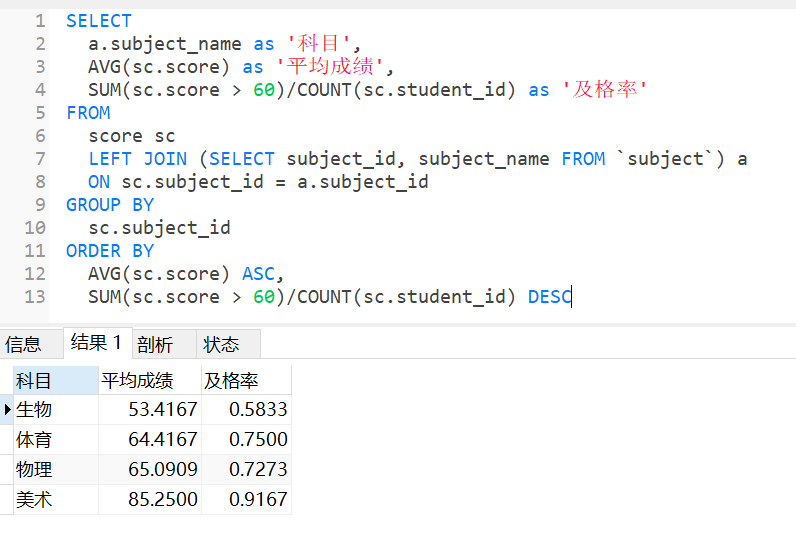 1 SELECT
2 a.subject_name as '科目',
3 AVG(sc.score) as '平均成绩',
4 SUM(sc.score > 60)/COUNT(sc.student_id) as '及格率'
5 FROM
6 score sc
7 LEFT JOIN (SELECT subject_id, subject_name FROM `subject`) a
8 ON sc.subject_id = a.subject_id
9 GROUP BY
10 sc.subject_id
11 ORDER BY
12 AVG(sc.score) ASC,
13 SUM(sc.score > 60)/COUNT(sc.student_id) DESC
信息 结果 1 剖析 状态
科目 平均成绩 及格率
生物 53.4167 0.5833
体育 64.4167 0.7500
物理 65.0909 0.7273
美术 85.2500 0.9167